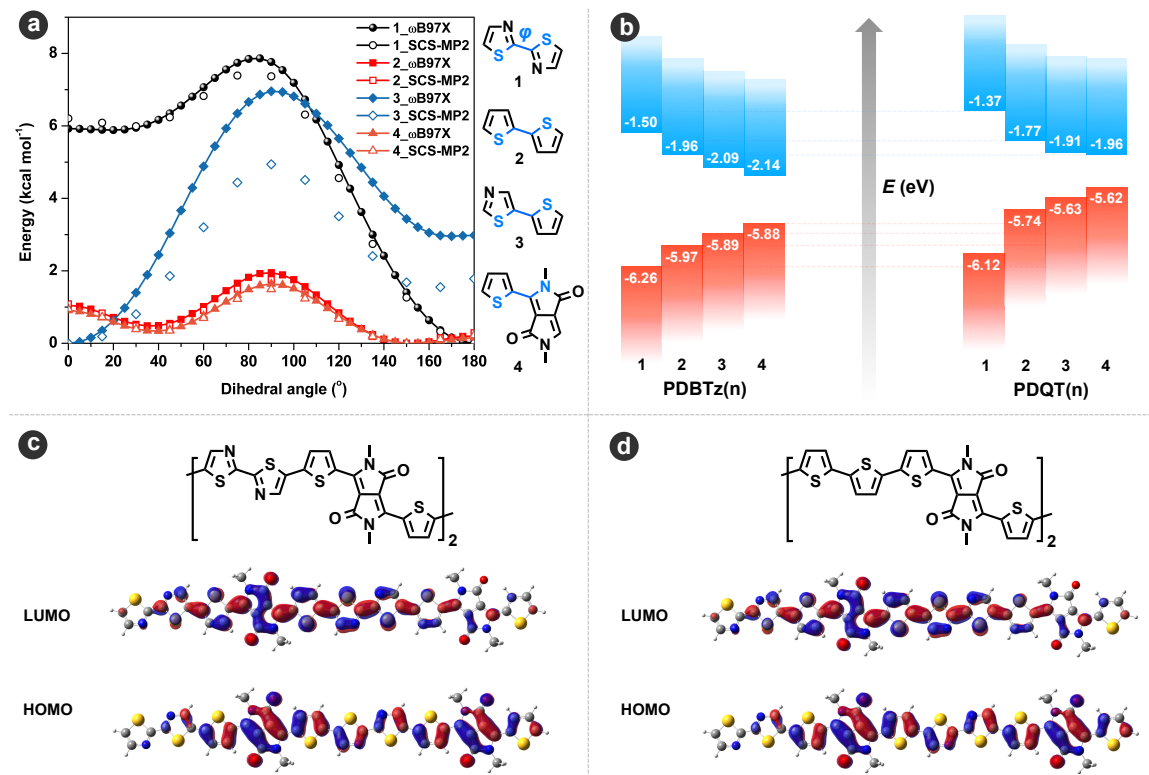 a
1_ωB97X
1_SCS-MP2
2_ωB97X
2_SCS-MP2
3_ωB97X
3_SCS-MP2
4_ωB97X
4_SCS-MP2
8
6
4
2
0
Energy (kcal mol⁻¹)
0 20 40 60 80 100 120 140 160 180
Dihedral angle (°)
N φ S
S N
1
S S
2
N S
S
3
S N O
O N
4
b
E (eV)
-1.50
-1.96
-2.09
-2.14
-6.26
-5.97
-5.89
-5.88
1 2 3 4
PDBTz(n)
-1.37
-1.77
-1.91
-1.96
-6.12
-5.74
-5.63
-5.62
1 2 3 4
PDQT(n)
c
N S S N O
S N O N S
2
LUMO
HOMO
d
S S N O
S O N S
2
LUMO
HOMO